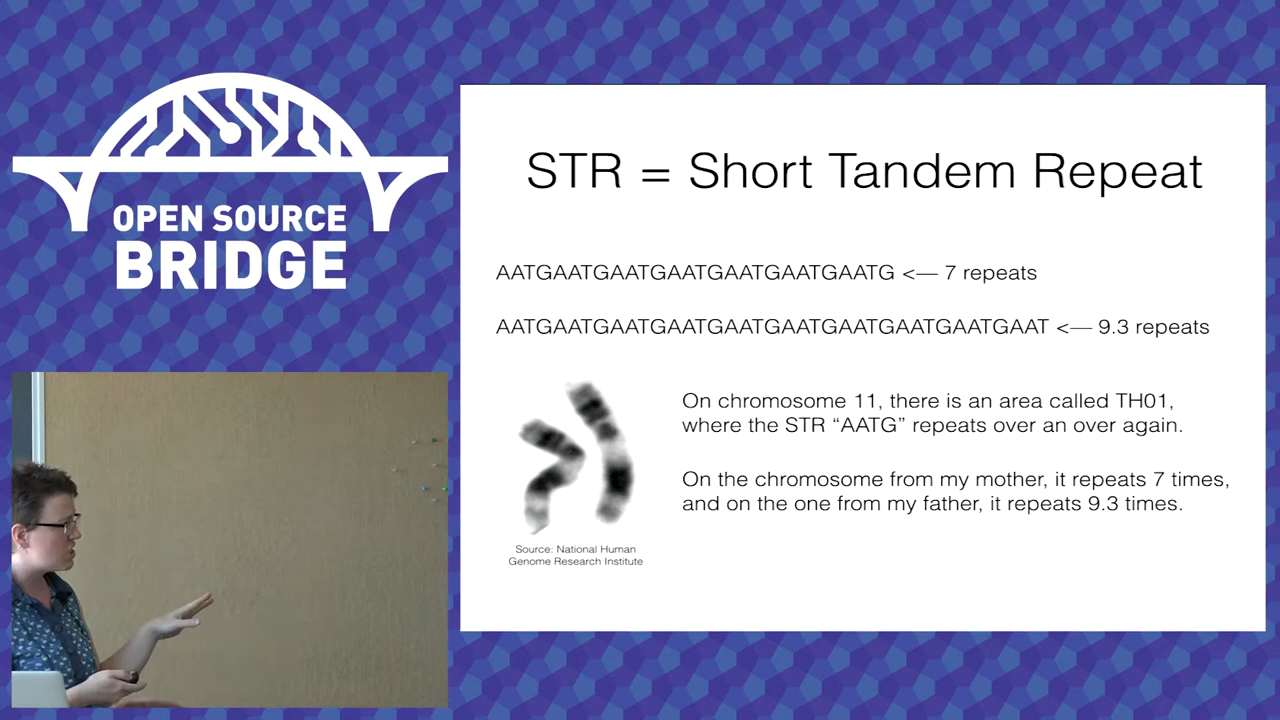 OPEN SOURCE
BRIDGE
STR = Short Tandem Repeat
AATGAATGAATGAATGAATGAATGAATG <— 7 repeats
AATGAATGAATGAATGAATGAATGAATGAATGAATGAAT <— 9.3 repeats
On chromosome 11, there is an area called TH01,
where the STR “AATG” repeats over an over again.
On the chromosome from my mother, it repeats 7 times,
and on the one from my father, it repeats 9.3 times.
Source: National Human
Genome Research Institute